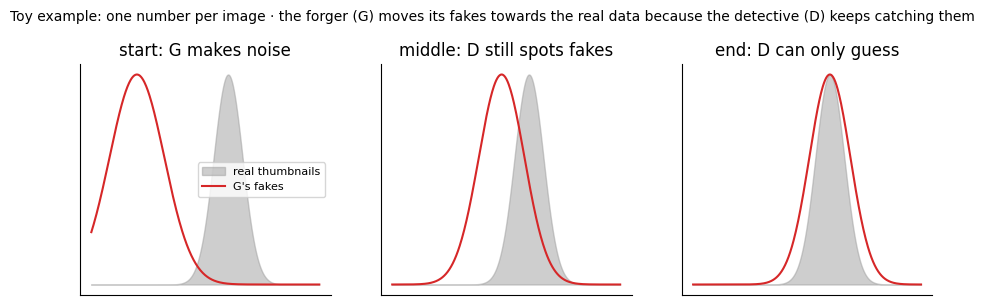 Toy example: one number per image · the forger (G) moves its fakes towards the real data because the detective (D) keeps catching them
start: G makes noise
middle: D still spots fakes
end: D can only guess
real thumbnails
G's fakes